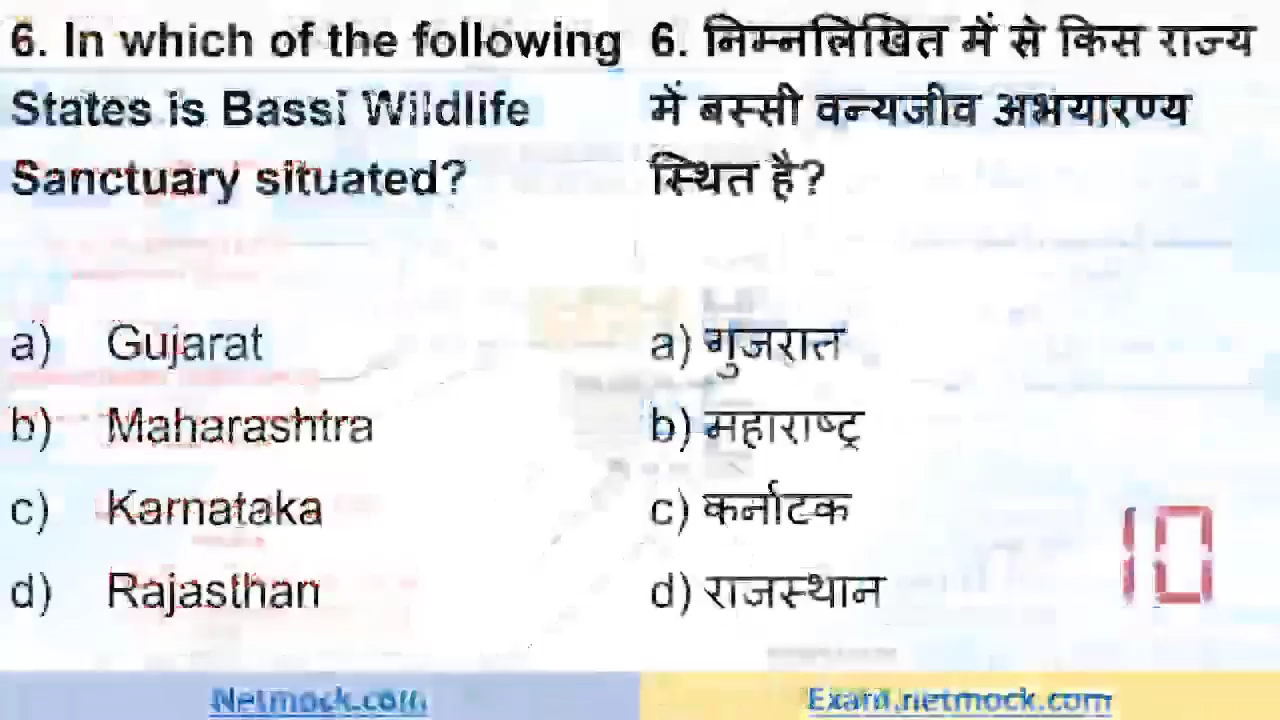 6. In which of the following
States is Bassi Wildlife
Sanctuary situated?
a) Gujarat
b) Maharashtra
c) Karnataka
d) Rajasthan
6. निम्नलिखित में से किस राज्य
में बस्सी वन्यजीव अभयारण्य
स्थित है?
a) गुजरात
b) महाराष्ट्र
c) कर्नाटक
d) राजस्थान
10
Netmock.com
Exam.netmock.com